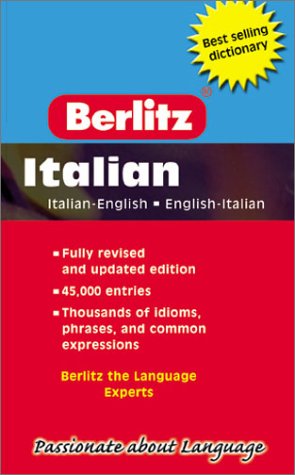 Best selling
dictionary
Berlitz®
Italian
Italian-English ▪ English-Italian
▪ Fully revised
and updated edition
▪ 45,000 entries
▪ Thousands of idioms,
phrases, and common
expressions
Berlitz the Language
Experts
Passionate about Language